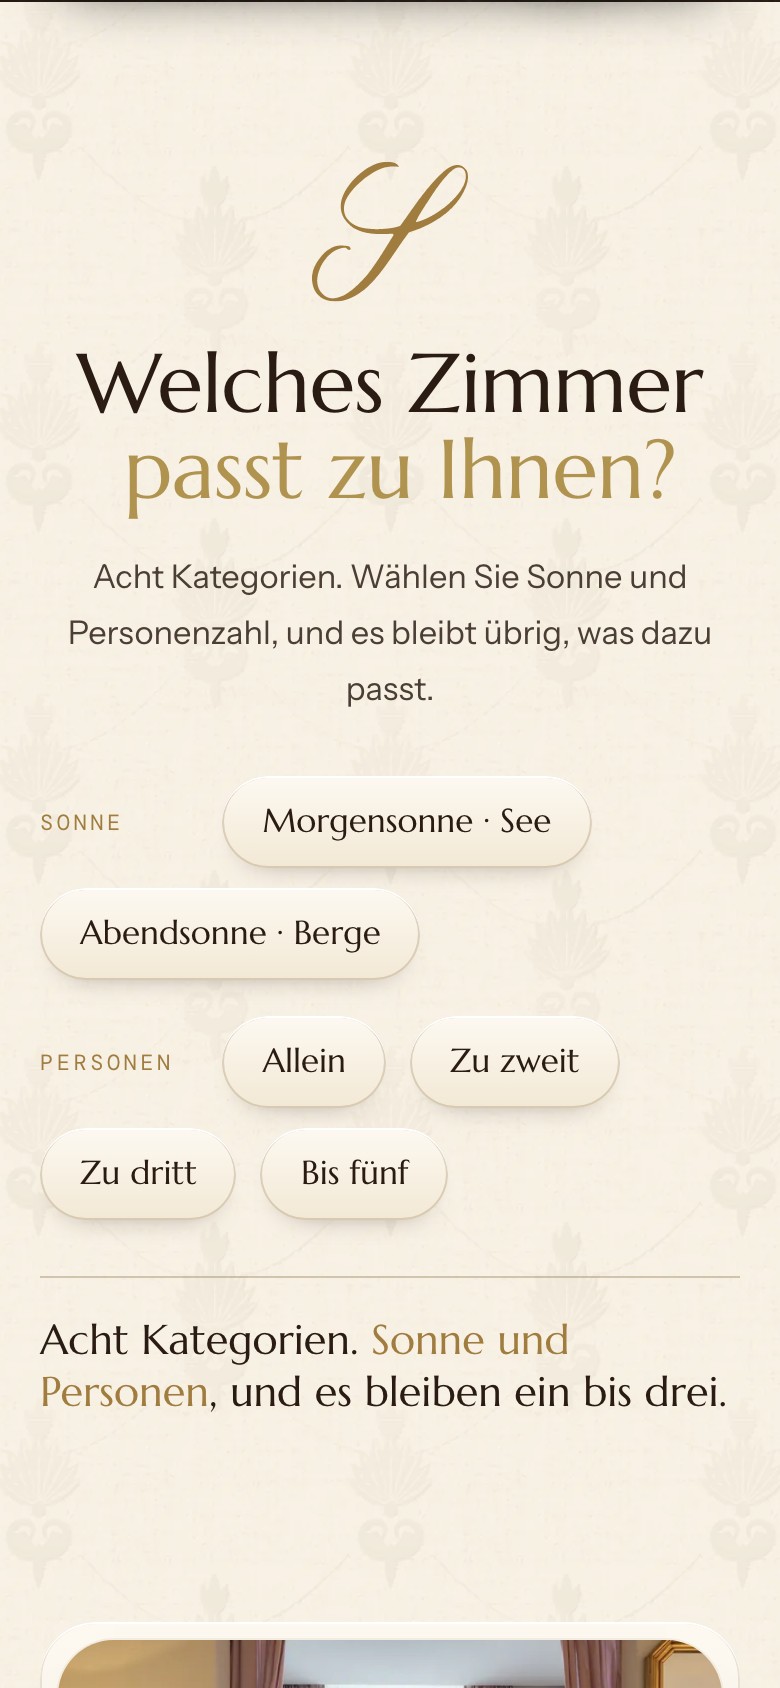 S
Welches Zimmer
passt zu Ihnen?
Acht Kategorien. Wählen Sie Sonne und
Personenzahl, und es bleibt übrig, was dazu
passt.
SONNE
Morgensonne · See
Abendsonne · Berge
PERSONEN
Allein
Zu zweit
Zu dritt
Bis fünf
Acht Kategorien. Sonne und
Personen, und es bleiben ein bis drei.